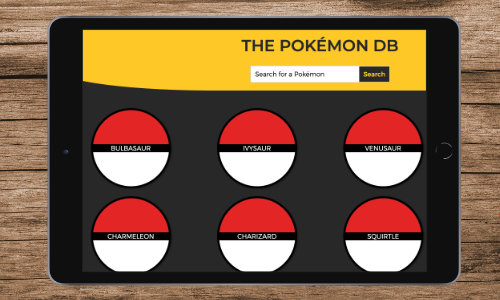 THE POKÉMON DB
Search for a Pokémon
Search
BULBASAUR
IVYSAUR
VENUSAUR
CHARMELEON
CHARIZARD
SQUIRTLE